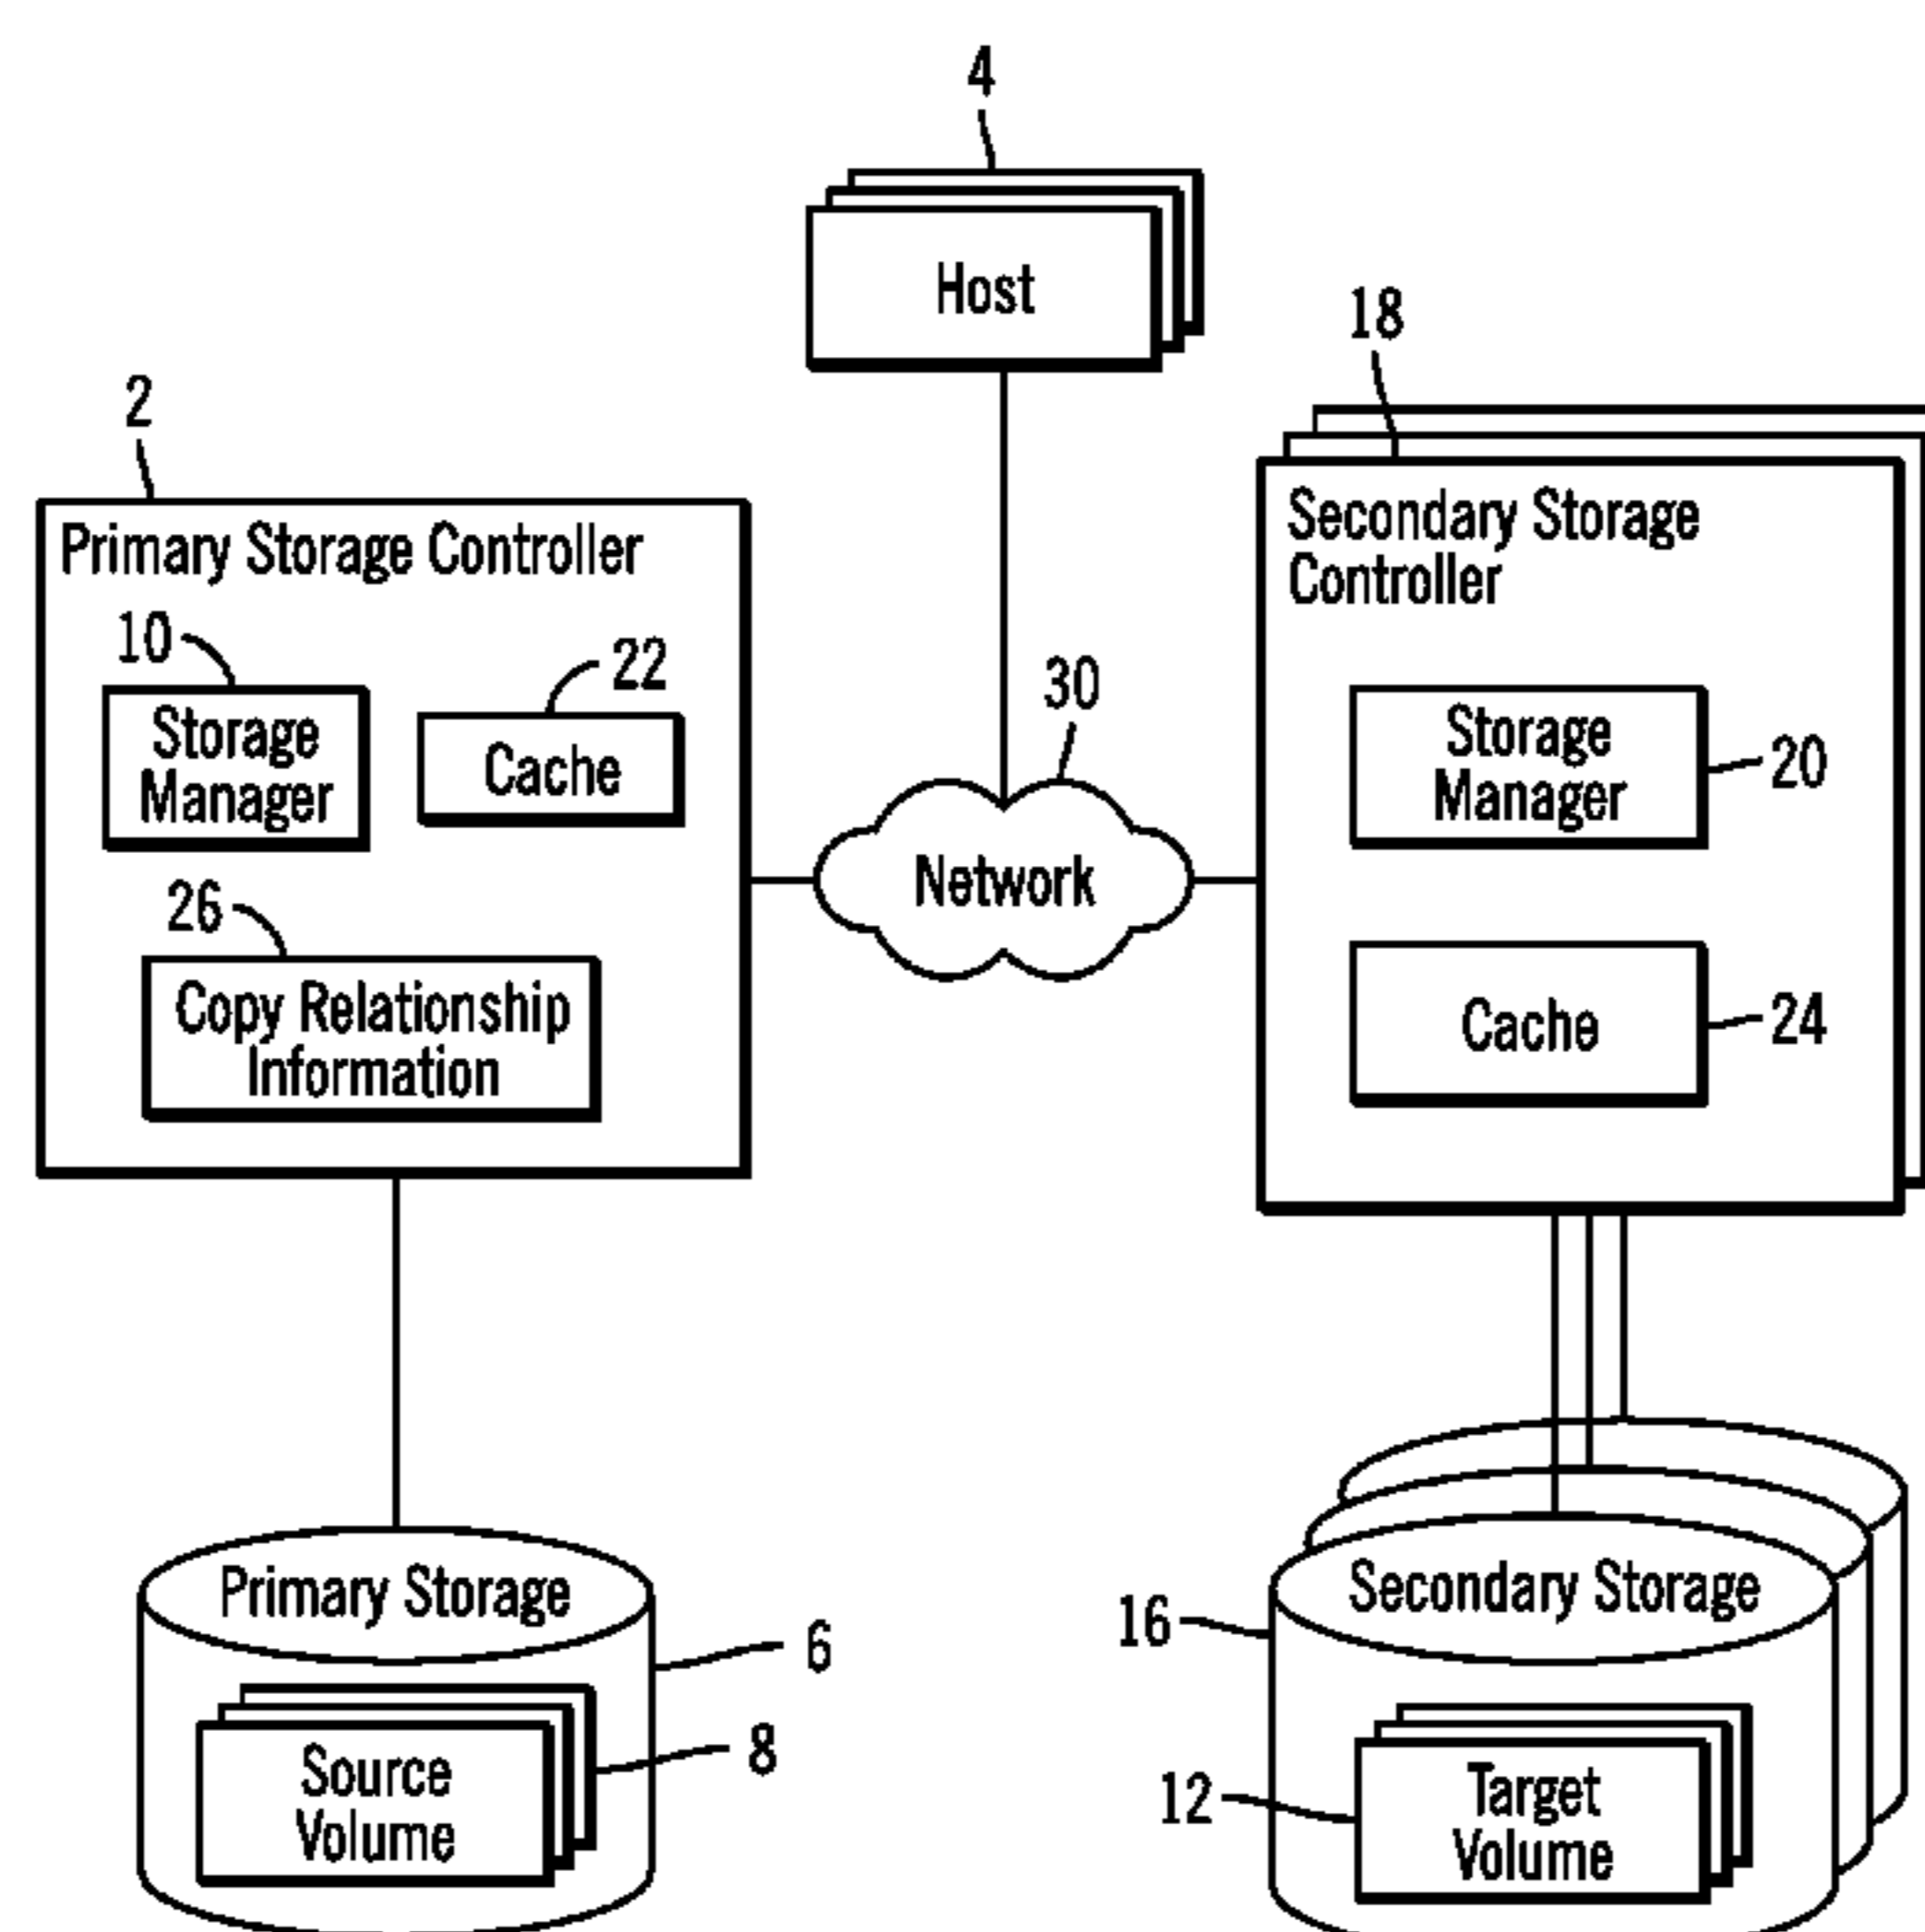 4
Host
18
2
Primary Storage Controller
Secondary Storage
Controller
10
22
Storage
Manager
Cache
30
Storage
Manager
20
Network
26
Copy Relationship
Information
Cache
24
Primary Storage
6
Source
Volume
8
Secondary Storage
16
Target
Volume
12